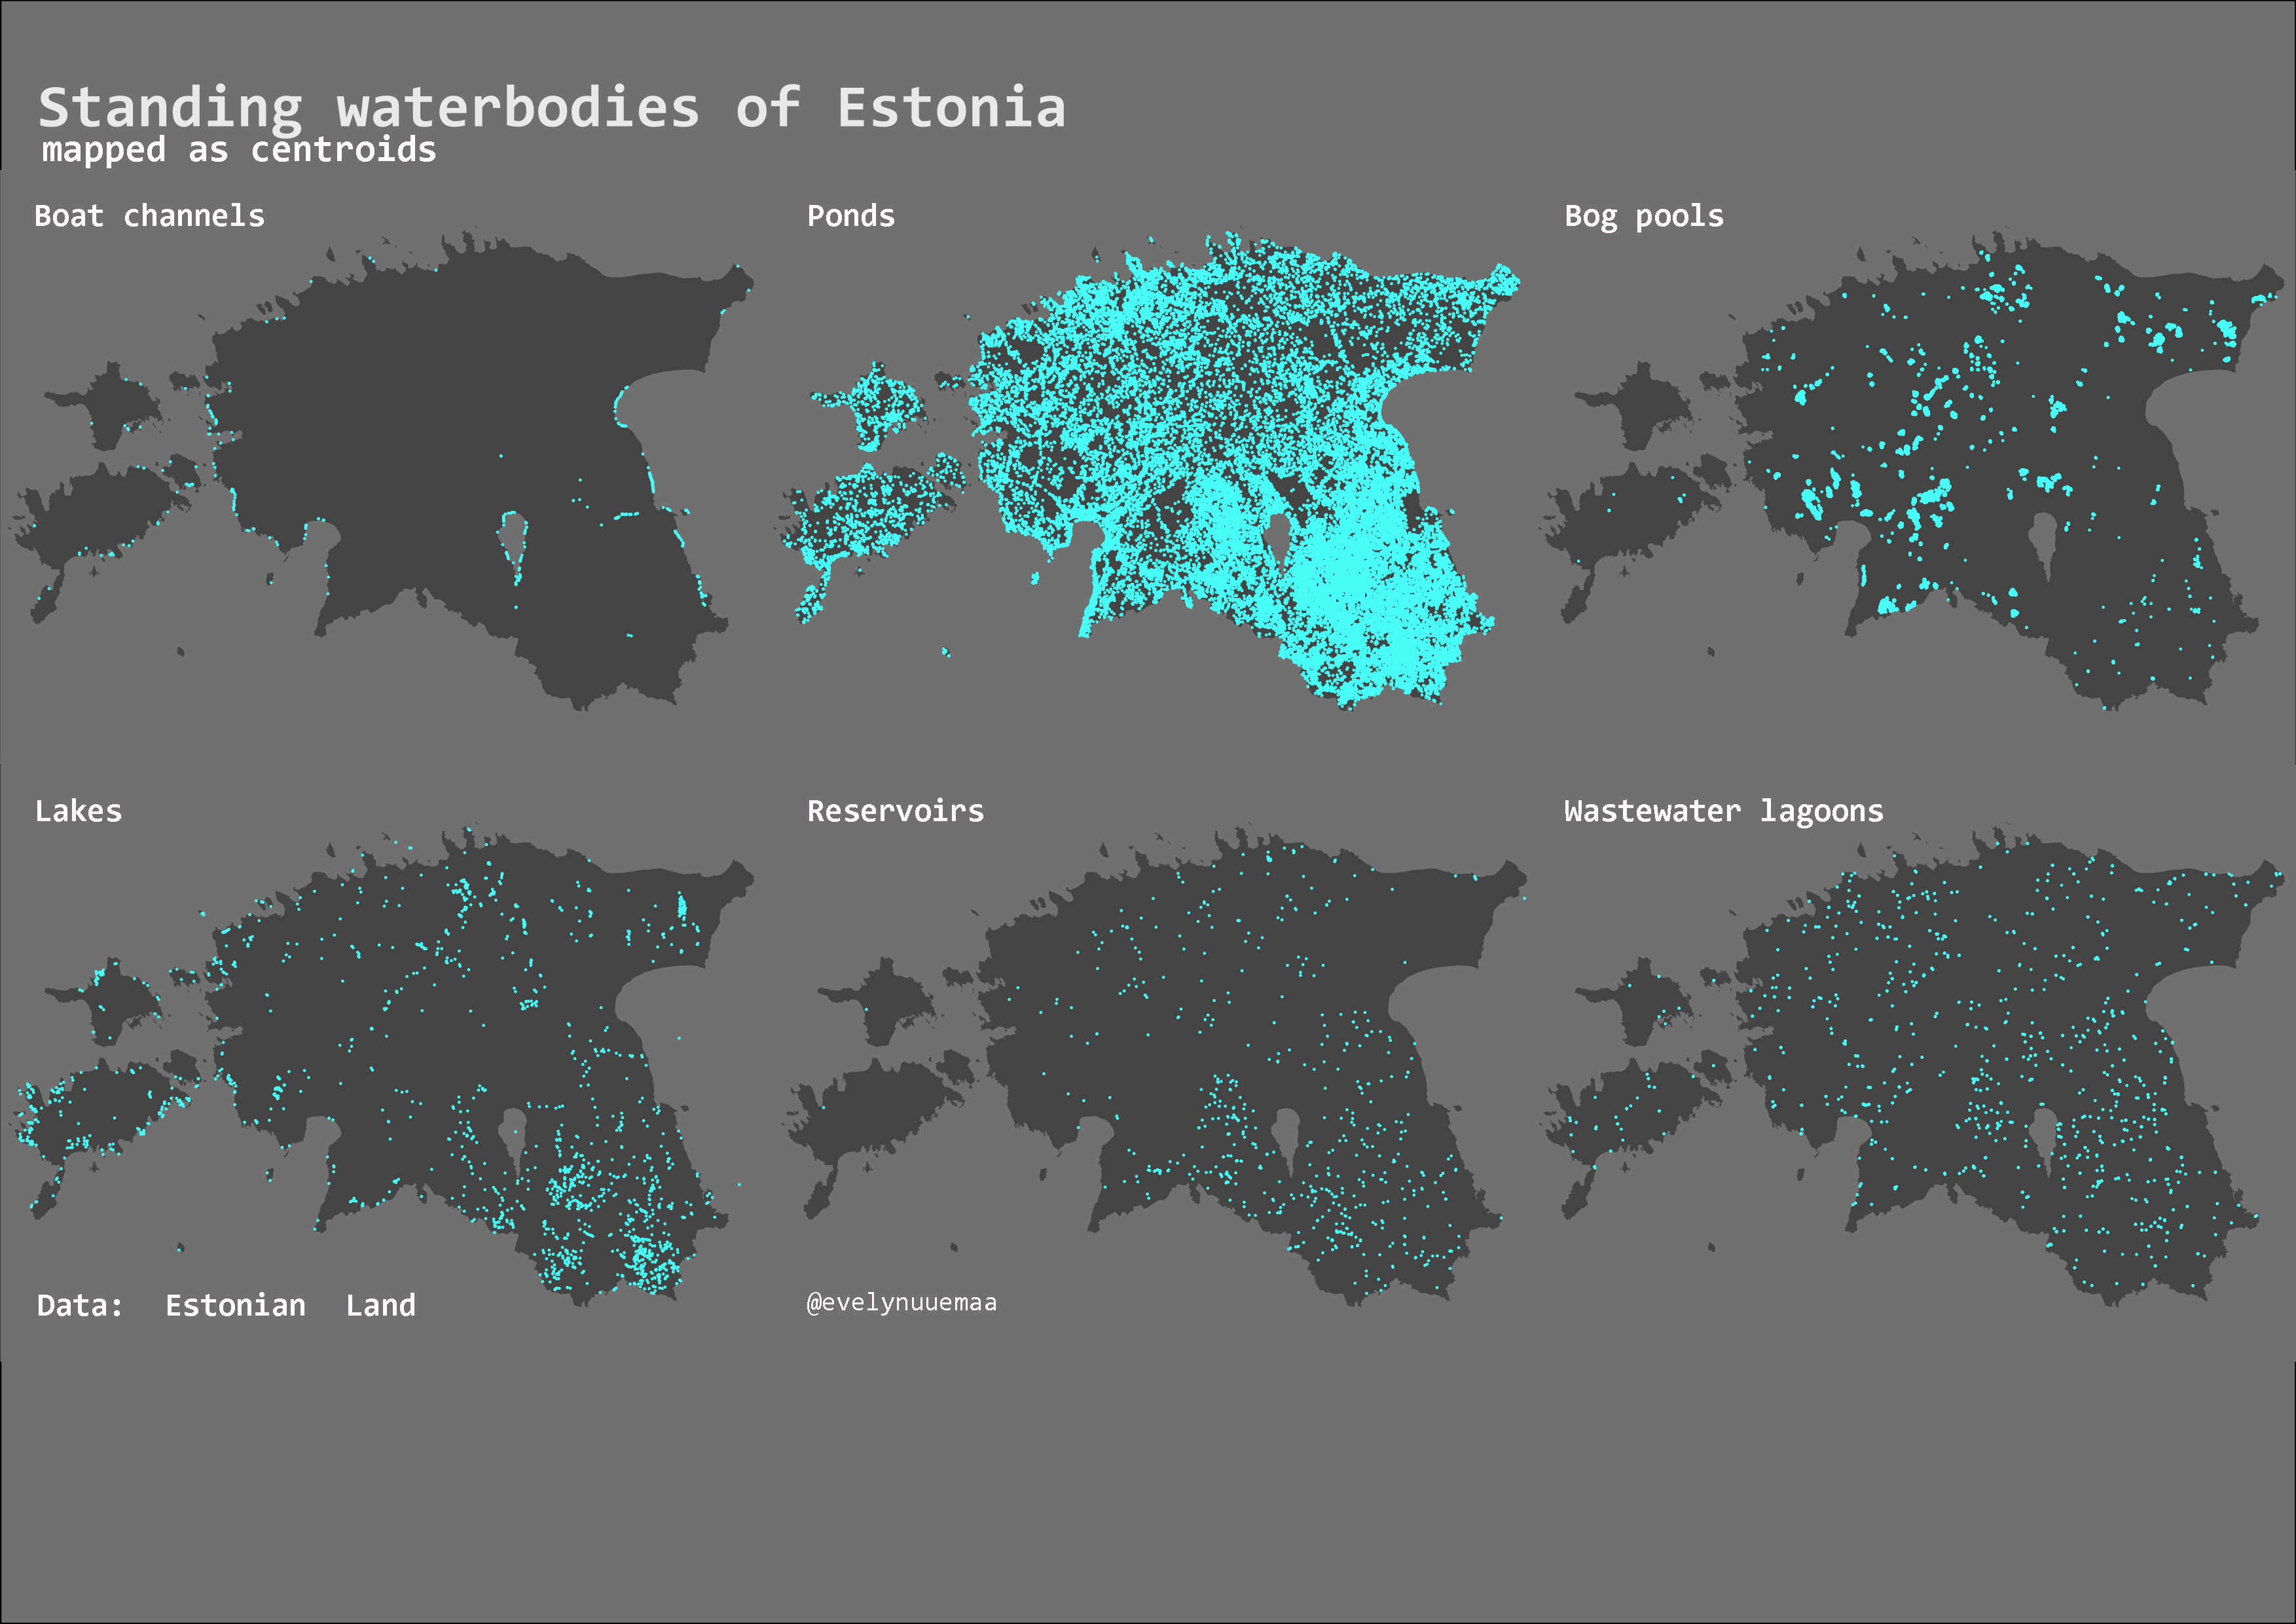 Standing waterbodies of Estonia
mapped as centroids
Boat channels
Ponds
Bog pools
Lakes
Reservoirs
Wastewater lagoons
Data: Estonian Land
@evelynuuemaa